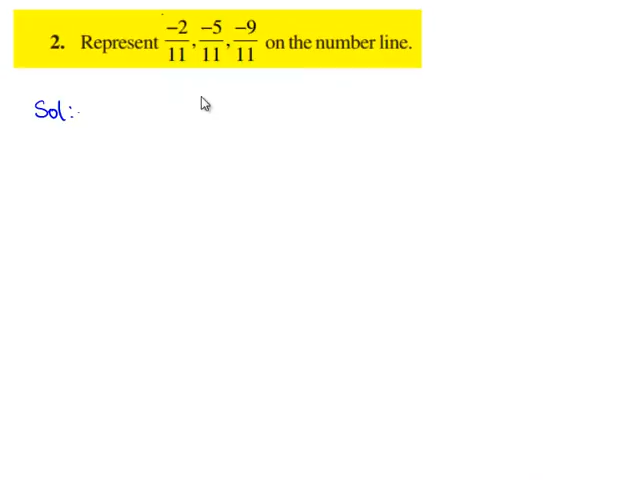 2. Represent −2/11, −5/11, −9/11 on the number line.
Sol:-